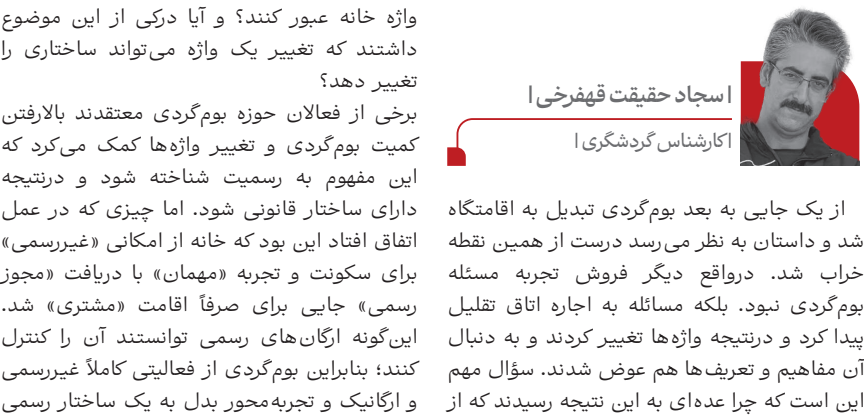 | سجاد حقیقت قهفرخی |
| کارشناس گردشگری |
از یک جایی به بعد بوم‌گردی تبدیل به اقامتگاه
شد و داستان به نظر می‌رسد درست از همین نقطه
خراب شد. درواقع دیگر فروش تجربه مسئله
بوم‌گردی نبود. بلکه مسائله به اجاره اتاق تقلیل
پیدا کرد و درنتیجه واژه‌ها تغییر کردند و به دنبال
آن مفاهیم و تعریف‌ها هم عوض شدند. سؤال مهم
این است که چرا عده‌ای به این نتیجه رسیدند که از
واژه خانه عبور کنند؟ و آیا درکی از این موضوع
داشتند که تغییر یک واژه می‌تواند ساختاری را
تغییر دهد؟
برخی از فعالان حوزه بوم‌گردی معتقدند بالارفتن
کمیت بوم‌گردی و تغییر واژه‌ها کمک می‌کرد که
این مفهوم به رسمیت شناخته شود و درنتیجه
دارای ساختار قانونی شود. اما چیزی که در عمل
اتفاق افتاد این بود که خانه از امکانی «غیررسمی»
برای سکونت و تجربه «مهمان» با دریافت «مجوز
رسمی» جایی برای صرفاً اقامت «مشتری» شد.
این‌گونه ارگان‌های رسمی توانستند آن را کنترل
کنند؛ بنابراین بوم‌گردی از فعالیتی کاملاً غیررسمی
و ارگانیک و تجربه‌محور بدل به یک ساختار رسمی